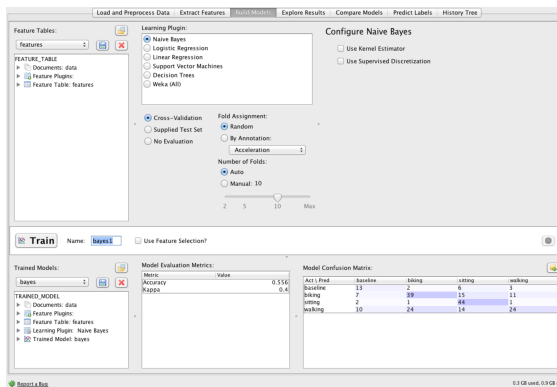 Load and Preprocess Data Extract Features Build Models Explore Results Compare Models Predict Labels History Tree
Feature Tables:
features
FEATURE_TABLE
Documents: data
Feature Plugins:
Feature Table: features
Learning Plugin:
Naive Bayes
Logistic Regression
Linear Regression
Support Vector Machines
Decision Trees
Weka (All)
Configure Naive Bayes
Use Kernel Estimator
Use Supervised Discretization
Cross-Validation
Supplied Test Set
No Evaluation
Fold Assignment:
Random
By Annotation:
Acceleration
Number of Folds:
Auto
Manual: 10
2 5 10 Max
Train Name: bayes1 Use Feature Selection?
Trained Models:
bayes
TRAINED_MODEL
Documents: data
Feature Plugins:
Feature Table: features
Learning Plugin: Naive Bayes
Trained Model: bayes
Model Evaluation Metrics:
Metric Value
Accuracy 0.556
Kappa 0.4
Model Confusion Matrix:
Act \ Pred baseline biking sitting walking
baseline 13 2 6 3
biking 7 39 15 11
sitting 2 1 44 1
walking 10 24 14 24
Report a Bug
0.3 GB used, 0.9 GB